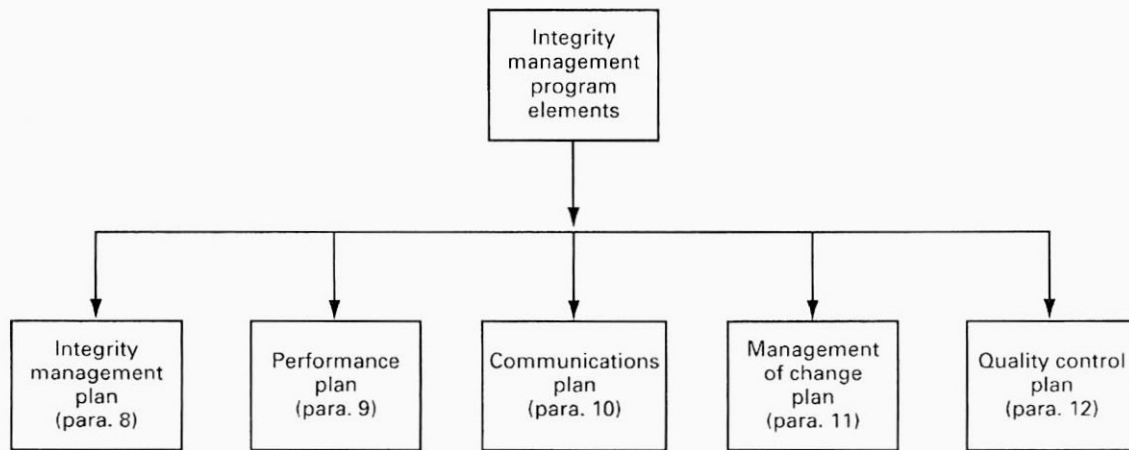 Integrity
management
program
elements
Integrity
management
plan
(para. 8)
Performance
plan
(para. 9)
Communications
plan
(para. 10)
Management
of change
plan
(para. 11)
Quality control
plan
(para. 12)